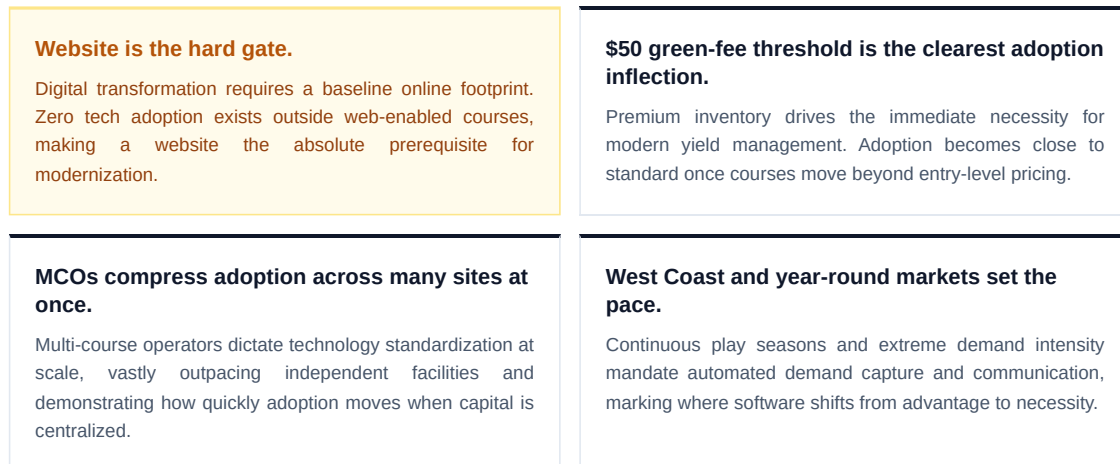 Website is the hard gate.
Digital transformation requires a baseline online footprint.
Zero tech adoption exists outside web-enabled courses,
making a website the absolute prerequisite for
modernization.
$50 green-fee threshold is the clearest adoption
inflection.
Premium inventory drives the immediate necessity for
modern yield management. Adoption becomes close to
standard once courses move beyond entry-level pricing.
MCOs compress adoption across many sites at
once.
Multi-course operators dictate technology standardization at
scale, vastly outpacing independent facilities and
demonstrating how quickly adoption moves when capital is
centralized.
West Coast and year-round markets set the
pace.
Continuous play seasons and extreme demand intensity
mandate automated demand capture and communication,
marking where software shifts from advantage to necessity.